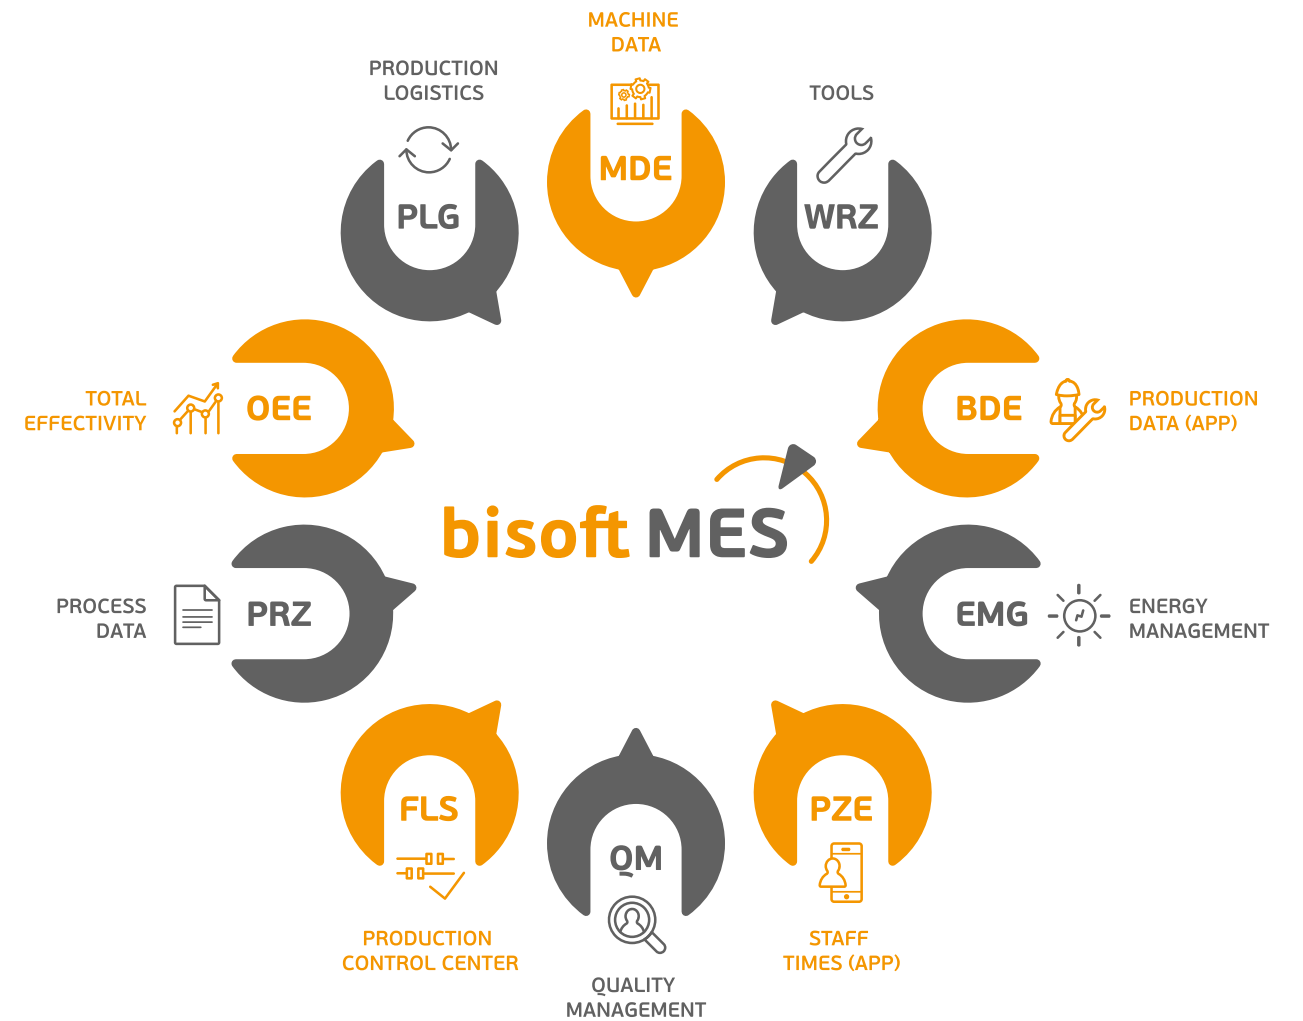 MACHINE
DATA
MDE
PRODUCTION
LOGISTICS
PLG
TOOLS
WRZ
TOTAL
EFFECTIVITY
OEE
BDE
PRODUCTION
DATA (APP)
bisoft MES
PROCESS
DATA
PRZ
EMG
ENERGY
MANAGEMENT
FLS
PRODUCTION
CONTROL CENTER
QM
QUALITY
MANAGEMENT
PZE
STAFF
TIMES (APP)